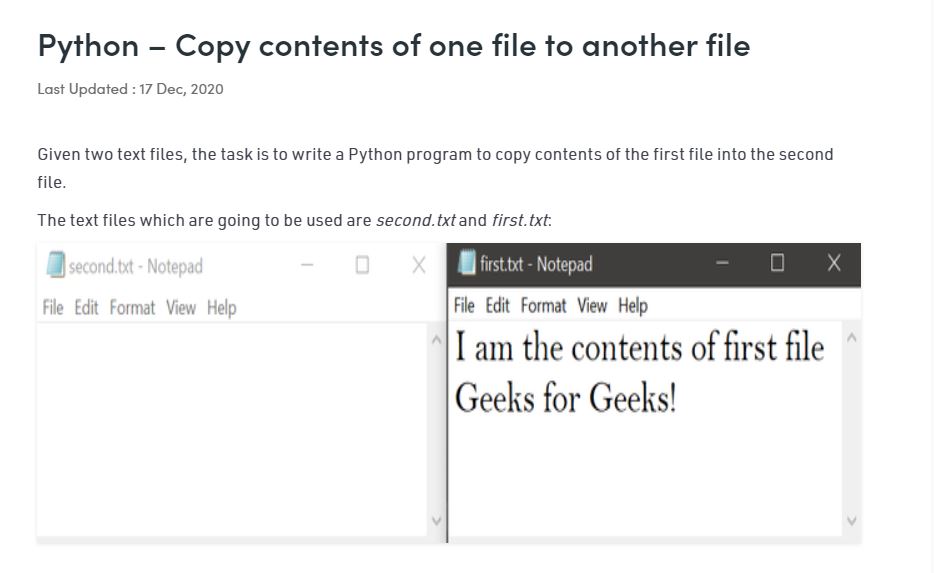 Python – Copy contents of one file to another file
Last Updated : 17 Dec, 2020
Given two text files, the task is to write a Python program to copy contents of the first file into the second
file.
The text files which are going to be used are second.txt and first.txt:
second.txt - Notepad
File Edit Format View Help
first.txt - Notepad
File Edit Format View Help
I am the contents of first file
Geeks for Geeks!